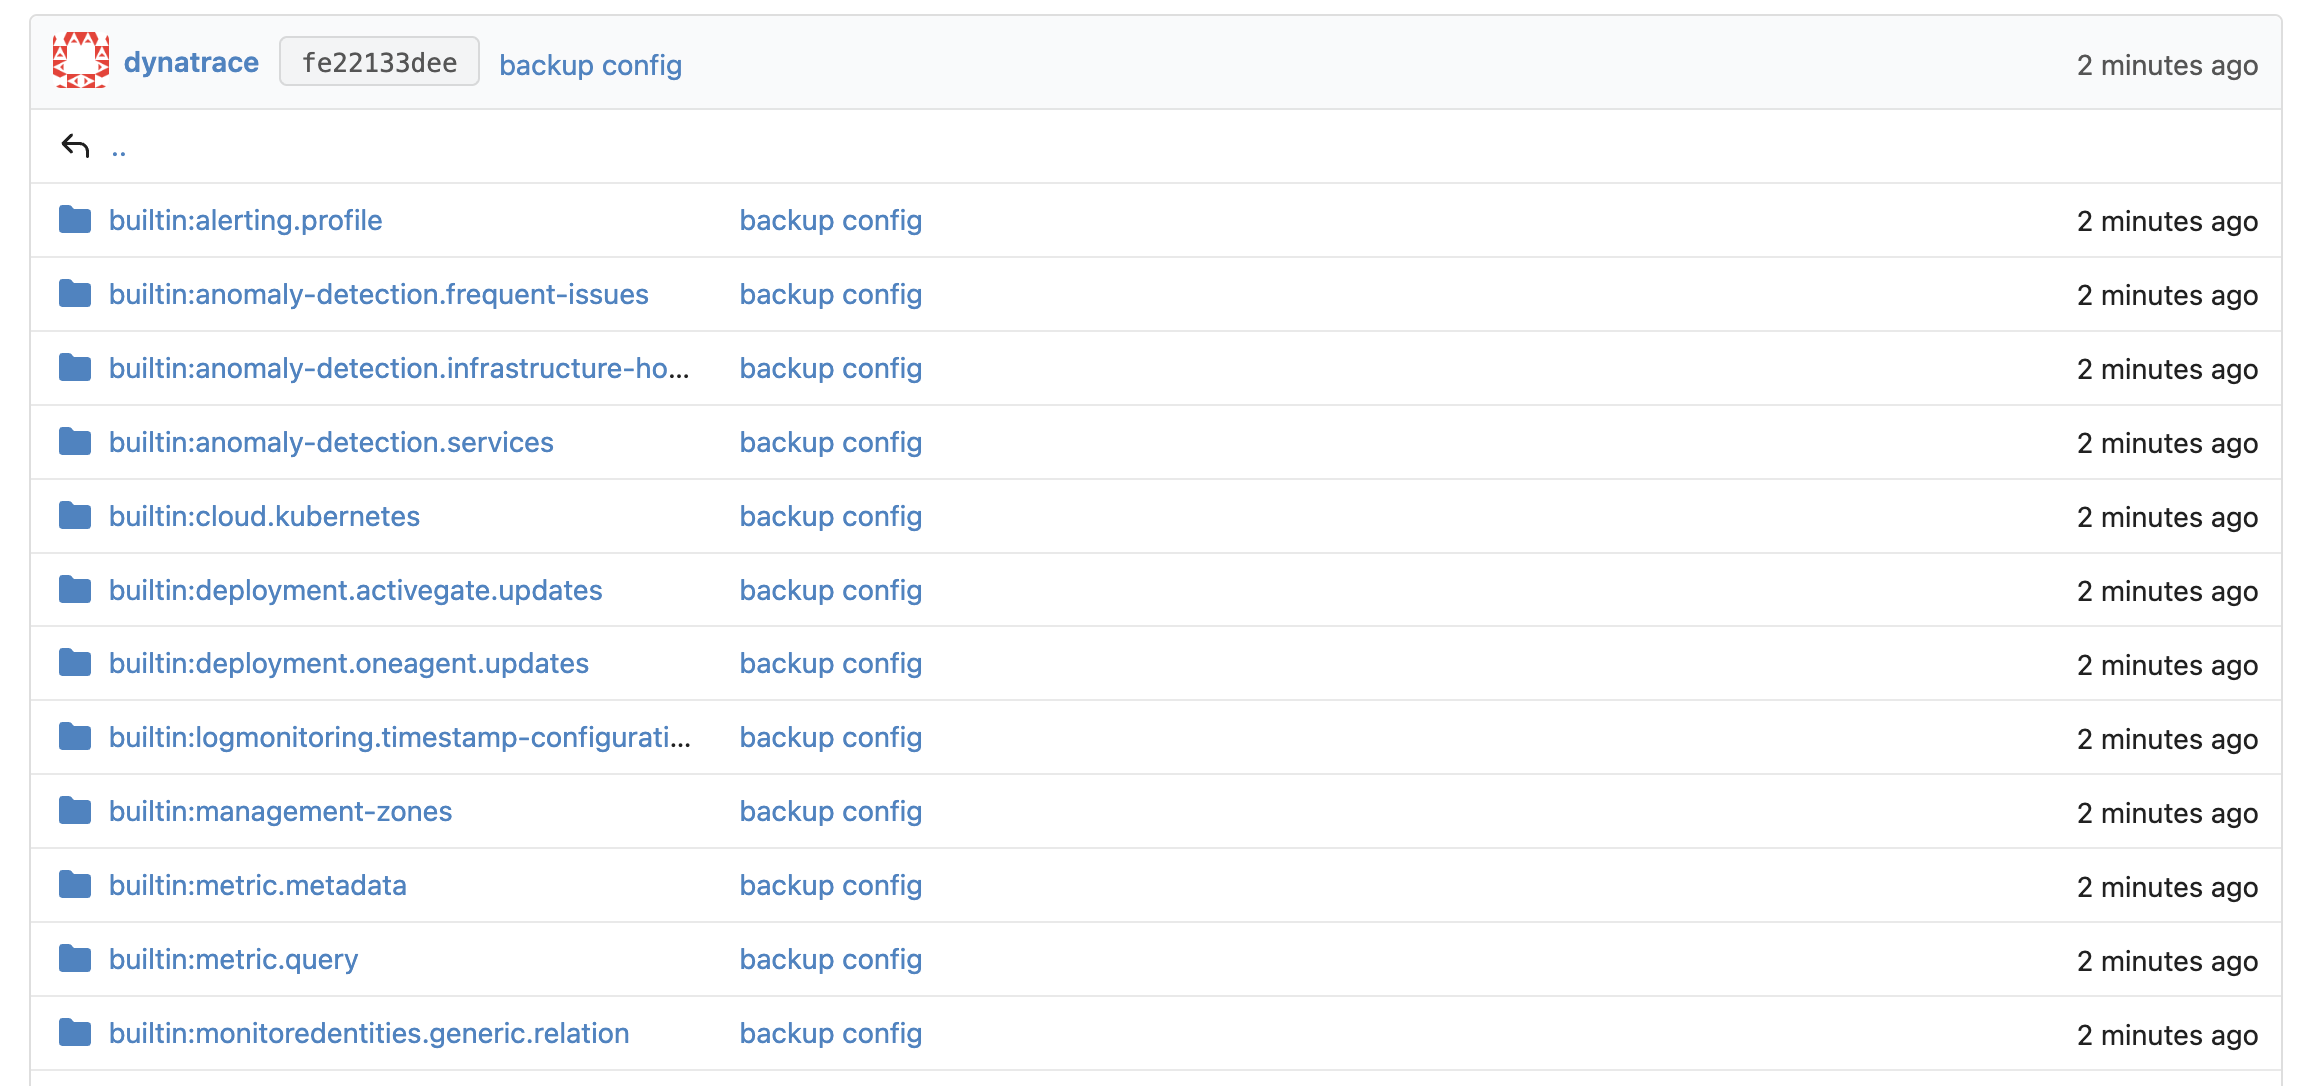 dynatrace fe22133dee backup config 2 minutes ago
..
builtin:alerting.profile backup config 2 minutes ago
builtin:anomaly-detection.frequent-issues backup config 2 minutes ago
builtin:anomaly-detection.infrastructure-ho... backup config 2 minutes ago
builtin:anomaly-detection.services backup config 2 minutes ago
builtin:cloud.kubernetes backup config 2 minutes ago
builtin:deployment.activegate.updates backup config 2 minutes ago
builtin:deployment.oneagent.updates backup config 2 minutes ago
builtin:logmonitoring.timestamp-configurati... backup config 2 minutes ago
builtin:management-zones backup config 2 minutes ago
builtin:metric.metadata backup config 2 minutes ago
builtin:metric.query backup config 2 minutes ago
builtin:monitoredentities.generic.relation backup config 2 minutes ago